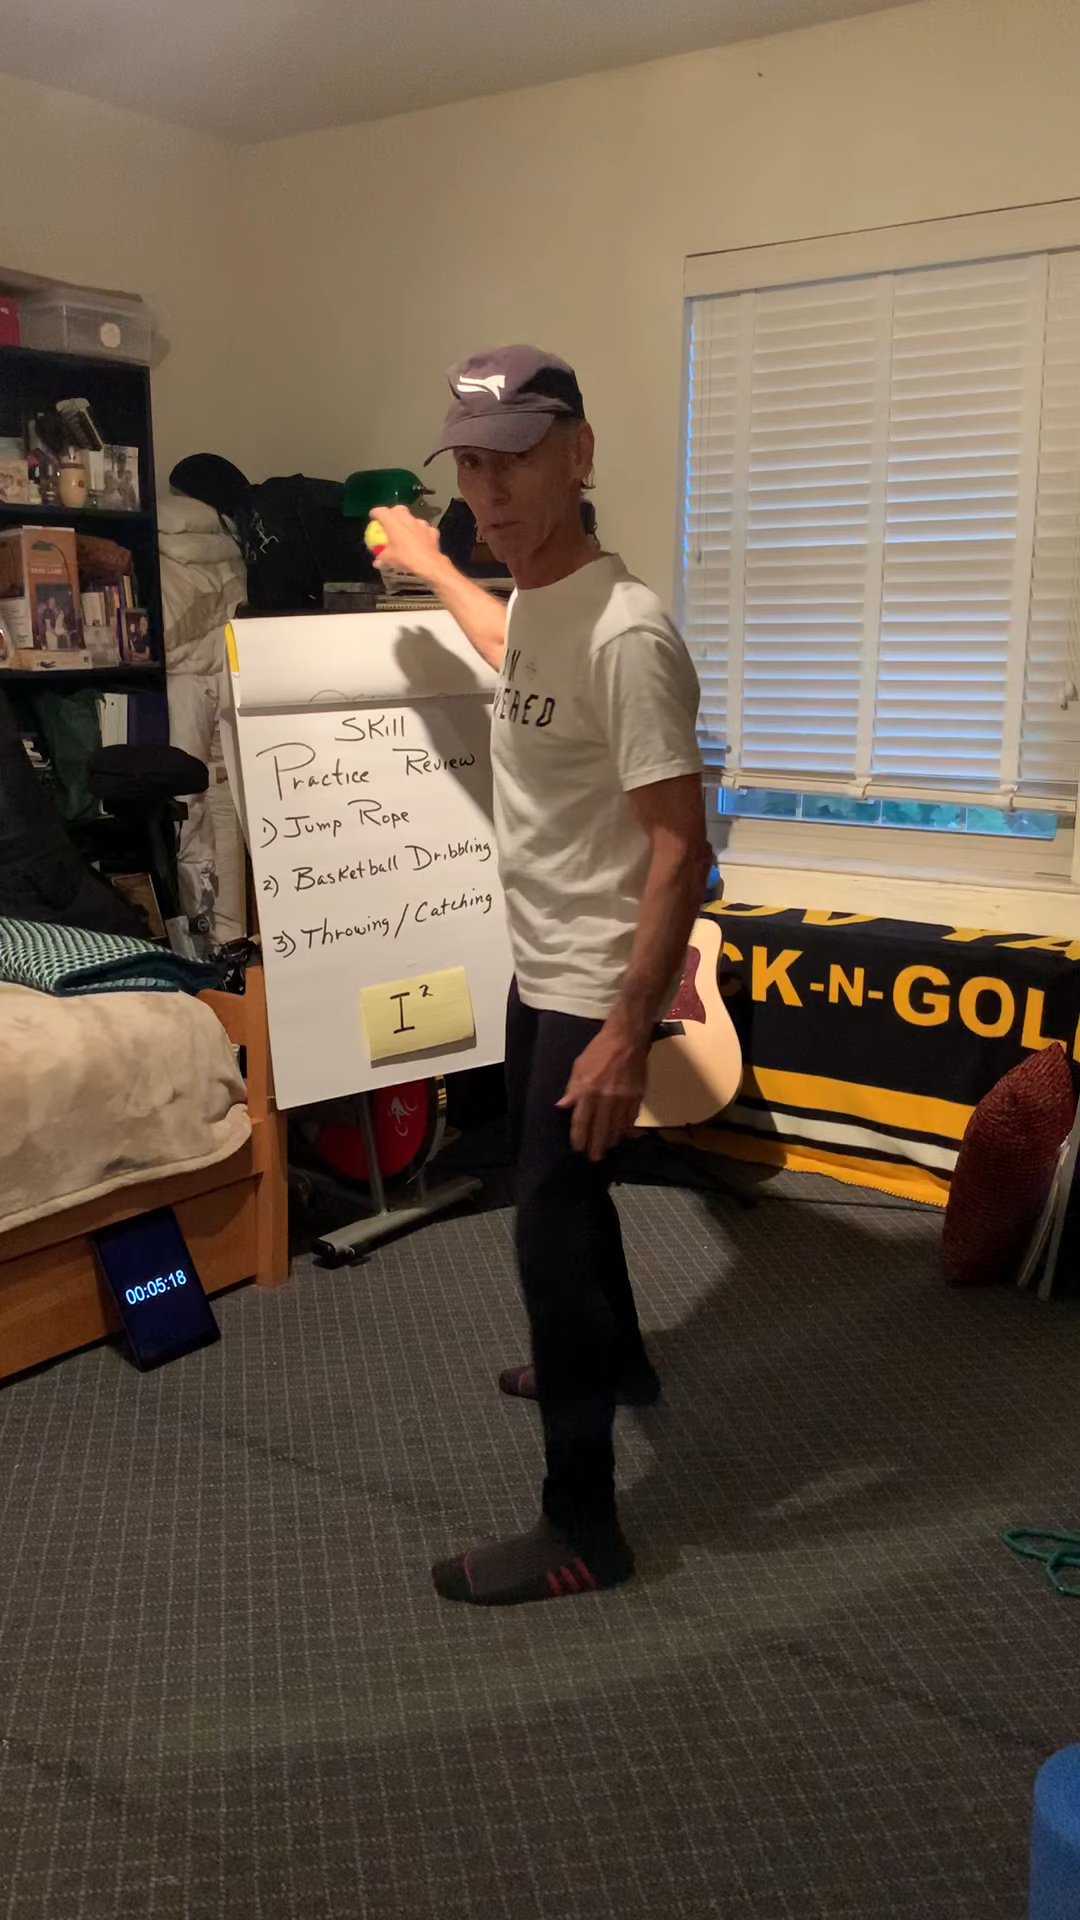 Skill
Practice Review
1) Jump Rope
2) Basketball Dribbling
3) Throwing / Catching
I²
00:05:18
CK-N-GOL